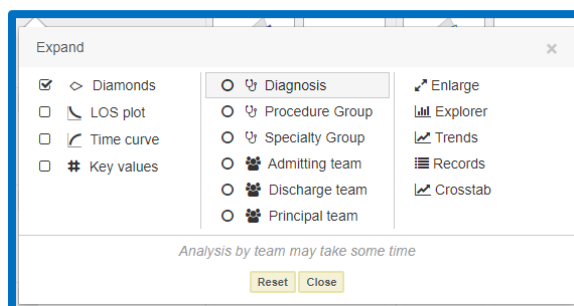 Expand ×
Diamonds
LOS plot
Time curve
# Key values
Diagnosis
Procedure Group
Specialty Group
Admitting team
Discharge team
Principal team
Enlarge
Explorer
Trends
Records
Crosstab
Analysis by team may take some time
Reset Close